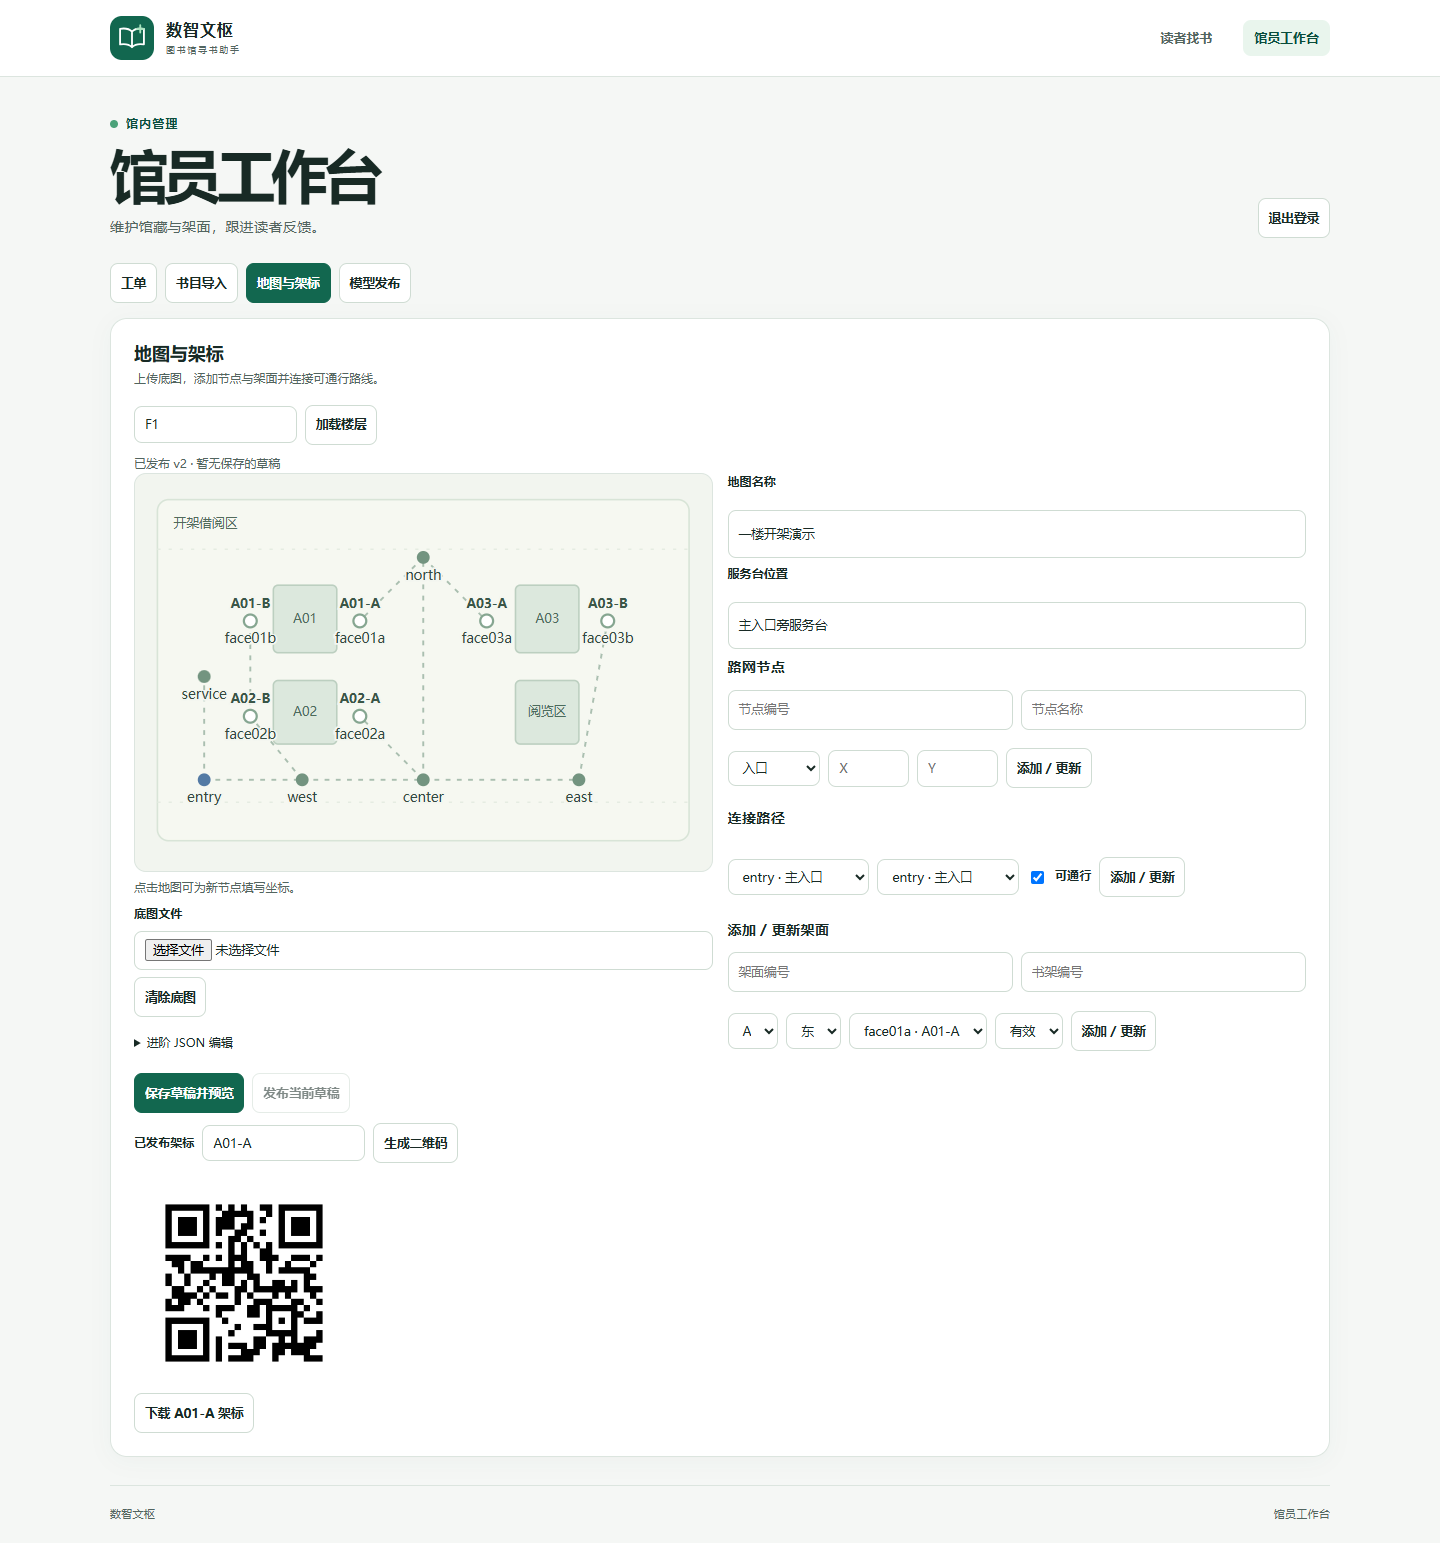 数智文枢
图书馆寻书助手
读者找书
馆员工作台
馆内管理
馆员工作台
维护馆藏与架面，跟进读者反馈。
退出登录
工单
书目导入
地图与架标
模型发布
地图与架标
上传底图，添加节点与架面并连接可通行路线。
F1
加载楼层
已发布 v2 · 暂无保存的草稿
开架借阅区
north
A01-B
A01
A01-A
A03-A
A03
A03-B
face01b
face01a
face03a
face03b
service
A02-B
A02
A02-A
阅览区
face02b
face02a
entry
west
center
east
点击地图可为新节点填写坐标。
底图文件
选择文件 未选择文件
清除底图
进阶 JSON 编辑
保存草稿并预览
发布当前草稿
已发布架标
A01-A
生成二维码
下载 A01-A 架标
地图名称
一楼开架演示
服务台位置
主入口旁服务台
路网节点
节点编号
节点名称
入口
X
Y
添加 / 更新
连接路径
entry · 主入口
entry · 主入口
可通行
添加 / 更新
添加 / 更新架面
架面编号
书架编号
A
东
face01a · A01-A
有效
添加 / 更新
数智文枢
馆员工作台